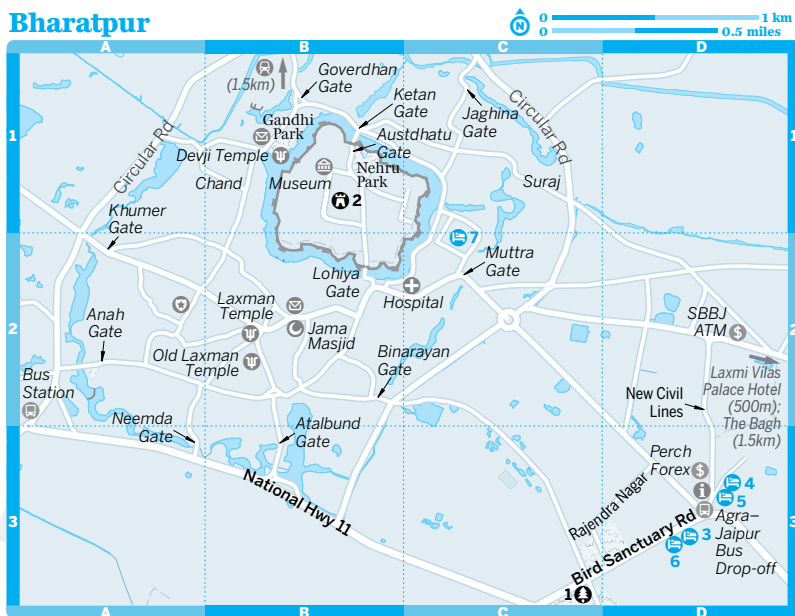 Bharatpur
N
0
1 km
0
0.5 miles
A
B
C
D
1
2
3
1
2
3
(1.5km)
Goverdhan
Gate
Ketan
Gate
Gandhi
Park
Austdhatu
Gate
Jaghina
Gate
Circular Rd
Circular Rd
Devji Temple
Chand
Museum
Nehru
Park
2
Suraj
Khumer
Gate
7
Muttra
Gate
Lohiya
Gate
Hospital
Laxman
Temple
Jama
Masjid
Anah
Gate
Old Laxman
Temple
Binarayan
Gate
SBBJ
ATM
$
Bus
Station
Laxmi Vilas
Palace Hotel
(500m);
The Bagh
(1.5km)
New Civil
Lines
Neemda
Gate
Atalbund
Gate
National Hwy 11
Perch
Forex
$
i
4
5
Rajendra Nagar
Bird Sanctuary Rd
Agra–
Jaipur
Bus
Drop-off
3
6
1
A
B
C
D